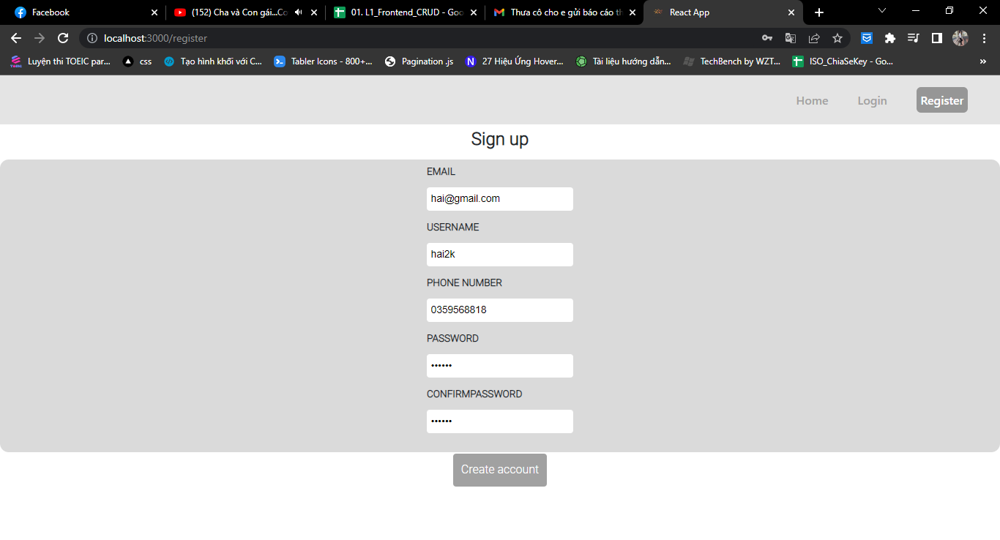 Facebook
(152) Cha và Con gái...Co
01. L1_Frontend_CRUD - Goo
Thưa cô cho e gửi báo cáo th
React App
localhost:3000/register
Luyện thi TOEIC par...
css
Tạo hình khối với C...
Tabler Icons - 800+...
Pagination .js
27 Hiệu Ứng Hover...
Tài liệu hướng dẫn...
TechBench by WZT...
ISO_ChiaSeKey - Go...
»
Home
Login
Register
Sign up
EMAIL
hai@gmail.com
USERNAME
hai2k
PHONE NUMBER
0359568818
PASSWORD
••••••
CONFIRMPASSWORD
••••••
Create account